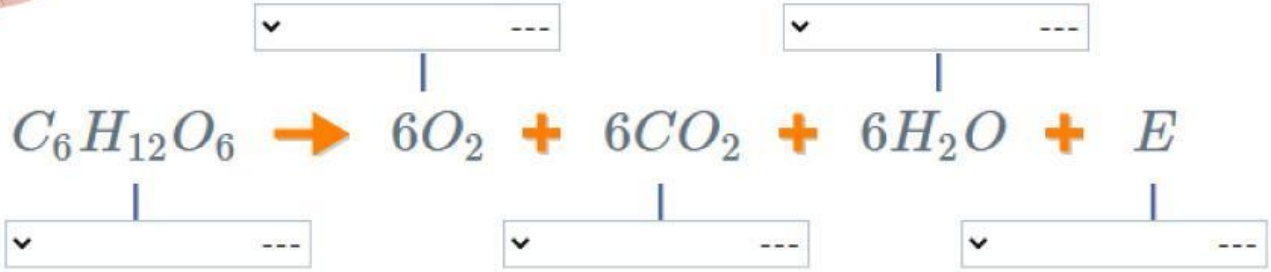 --- ---
C₆H₁₂O₆ → 6O₂ + 6CO₂ + 6H₂O + E
--- --- ---